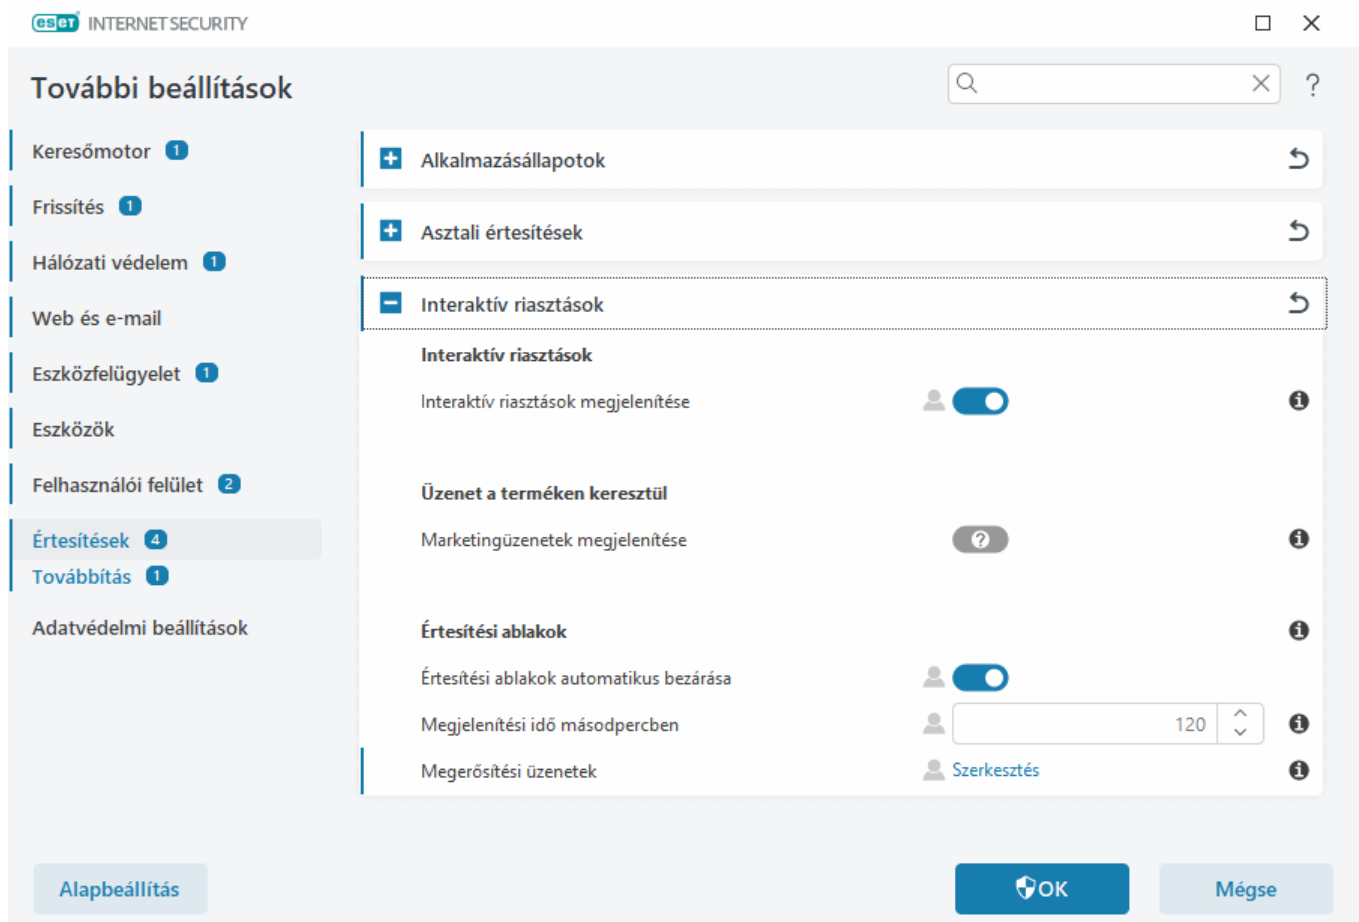 eset INTERNET SECURITY
További beállítások
?
Keresőmotor 1
Frissítés 1
Hálózati védelem 1
Web és e-mail
Eszközfelügyelet 1
Eszközök
Felhasználói felület 2
Értesítések 4
Továbbítás 1
Adatvédelmi beállítások
Alkalmazásállapotok
Asztali értesítések
Interaktív riasztások
Interaktív riasztások
Interaktív riasztások megjelenítése
Üzenet a terméken keresztül
Marketingüzenetek megjelenítése ?
Értesítési ablakok
Értesítési ablakok automatikus bezárása
Megjelenítési idő másodpercben 120
Megerősítési üzenetek Szerkesztés
Alapbeállítás OK Mégse